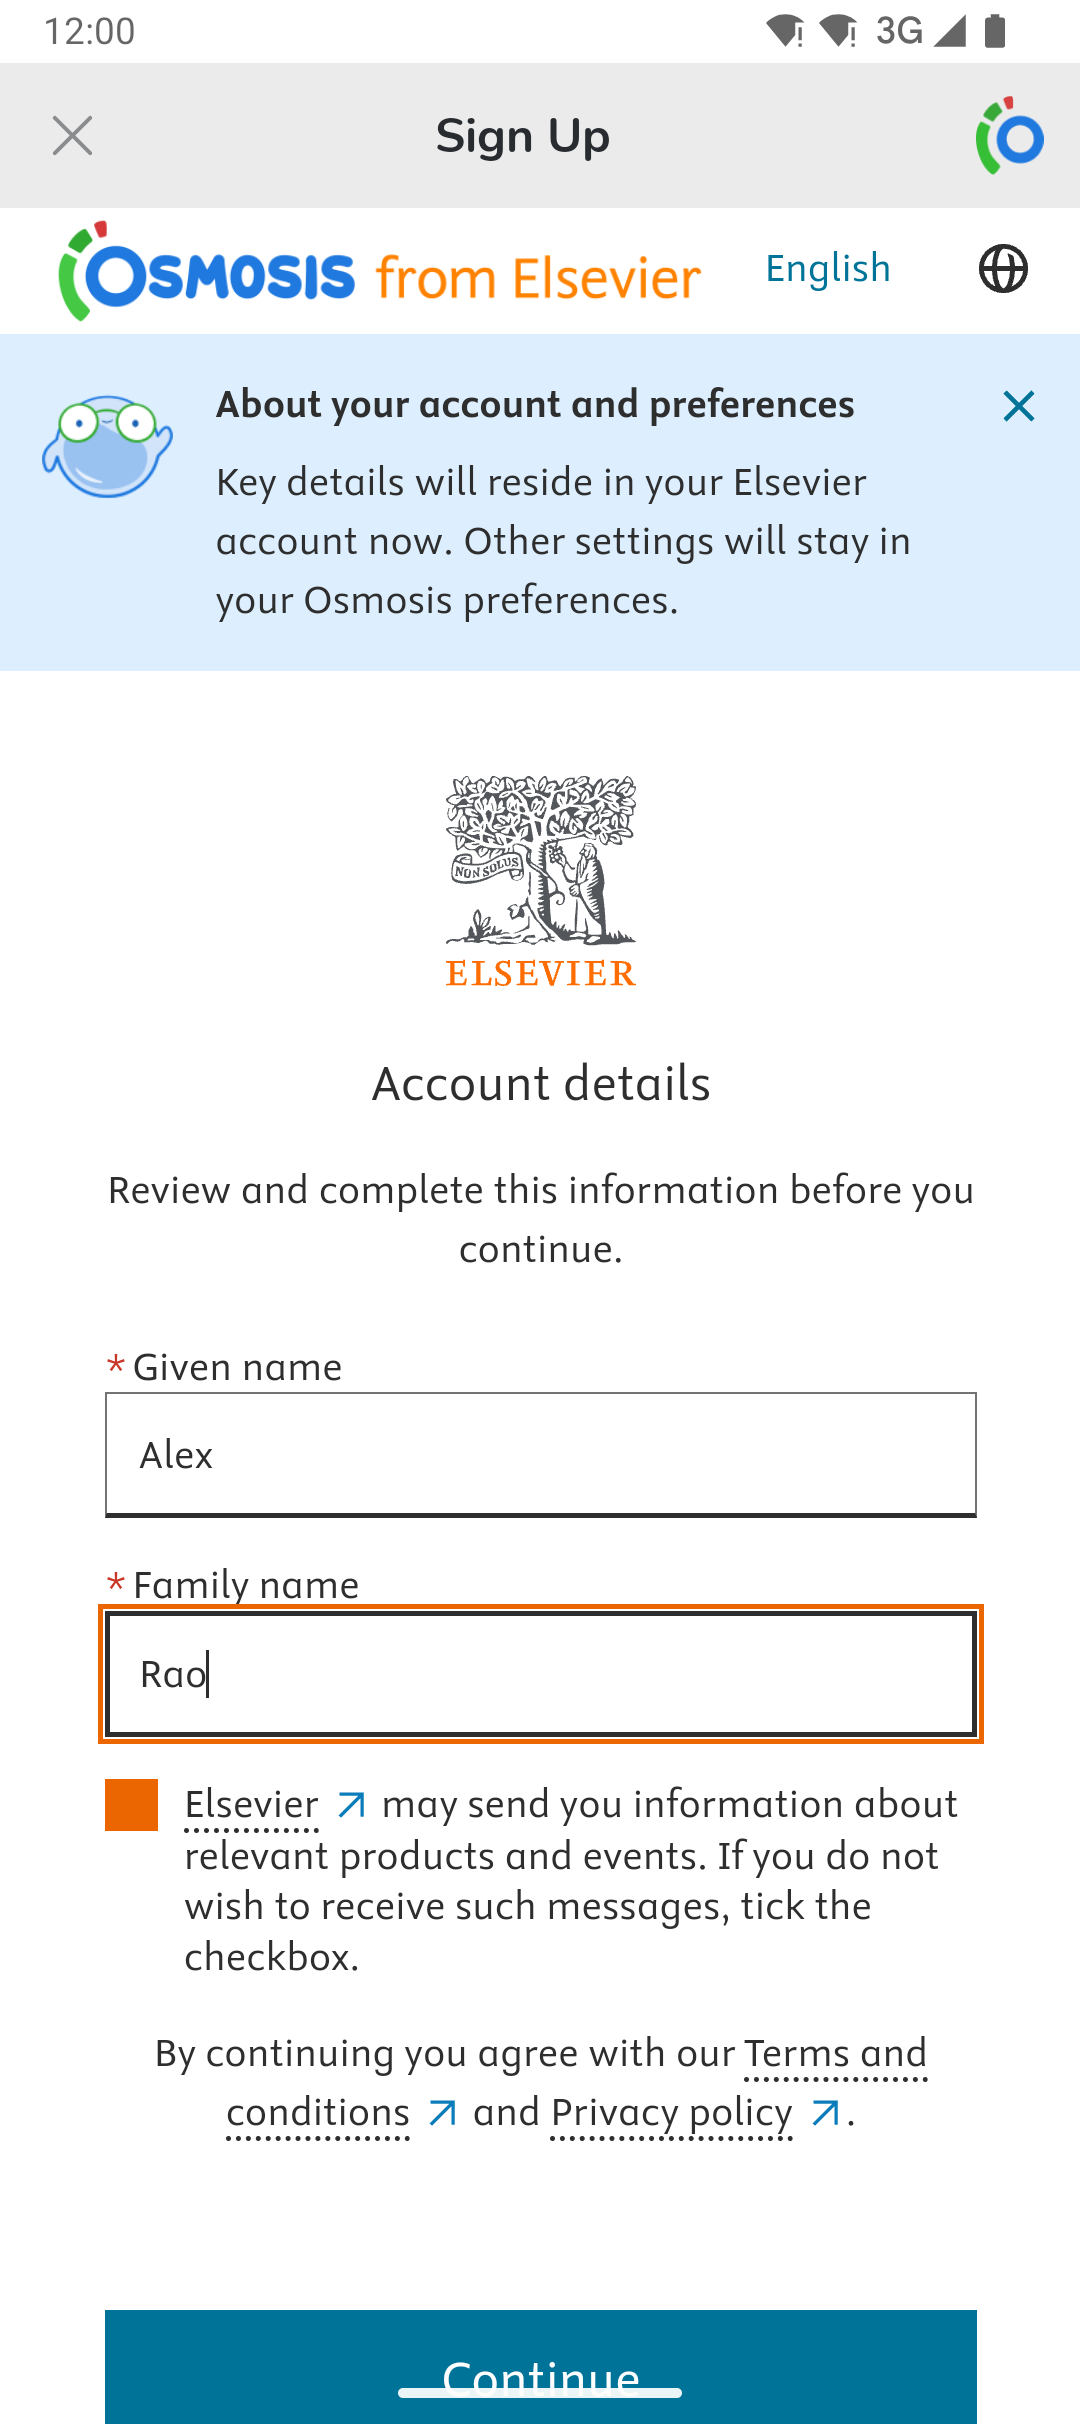 12:00
3G
Sign Up
OSMOSIS from Elsevier
English
About your account and preferences
Key details will reside in your Elsevier
account now. Other settings will stay in
your Osmosis preferences.
NON SOLUS
ELSEVIER
Account details
Review and complete this information before you
continue.
* Given name
Alex
* Family name
Rao
Elsevier may send you information about
relevant products and events. If you do not
wish to receive such messages, tick the
checkbox.
By continuing you agree with our Terms and
conditions and Privacy policy .
Continue